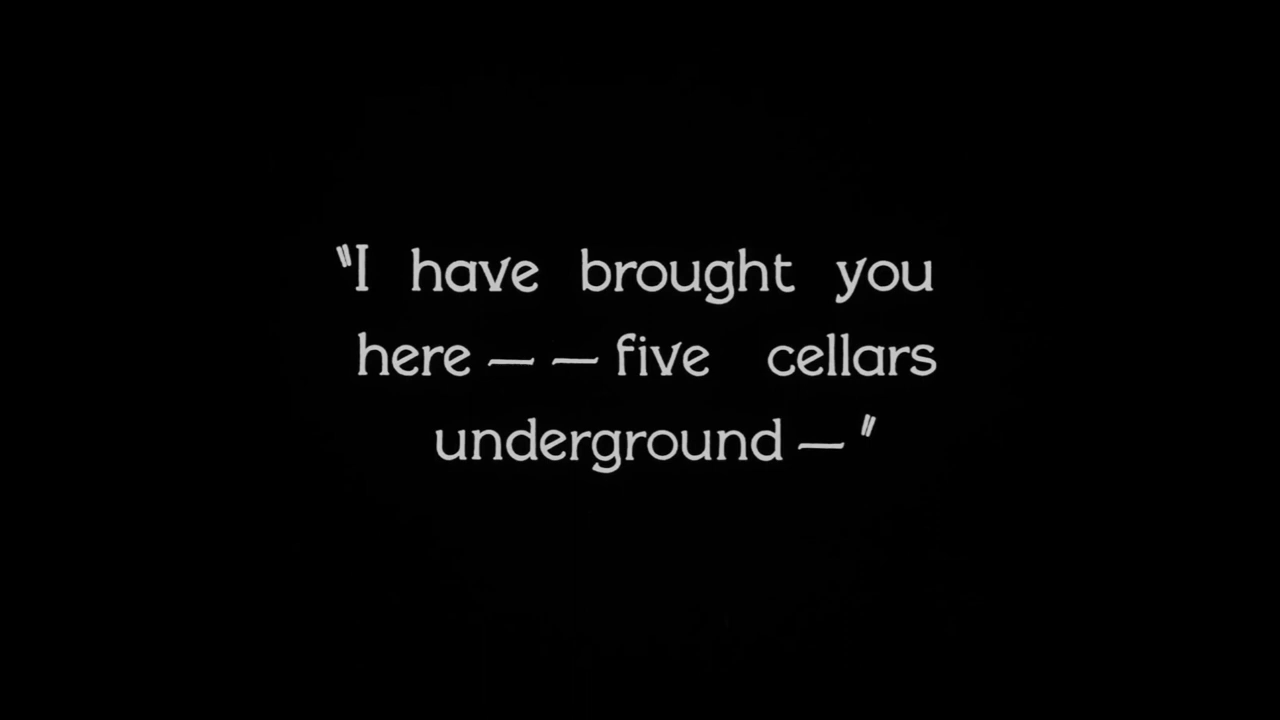 "I have brought you
here — — five cellars
underground — "